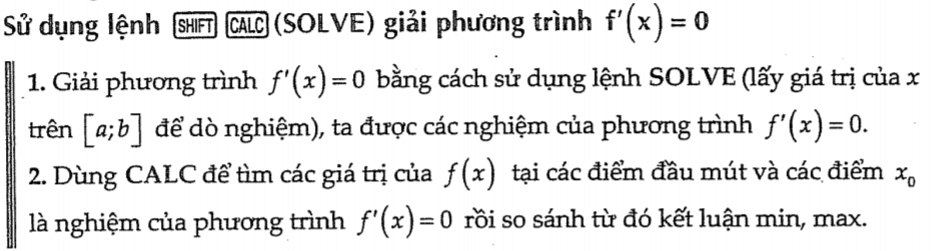 Sử dụng lệnh SHIFT CALC (SOLVE) giải phương trình f'(x) = 0
1. Giải phương trình f'(x) = 0 bằng cách sử dụng lệnh SOLVE (lấy giá trị của x
trên [a;b] để dò nghiệm), ta được các nghiệm của phương trình f'(x) = 0.
2. Dùng CALC để tìm các giá trị của f(x) tại các điểm đầu mút và các điểm x₀
là nghiệm của phương trình f'(x) = 0 rồi so sánh từ đó kết luận min, max.